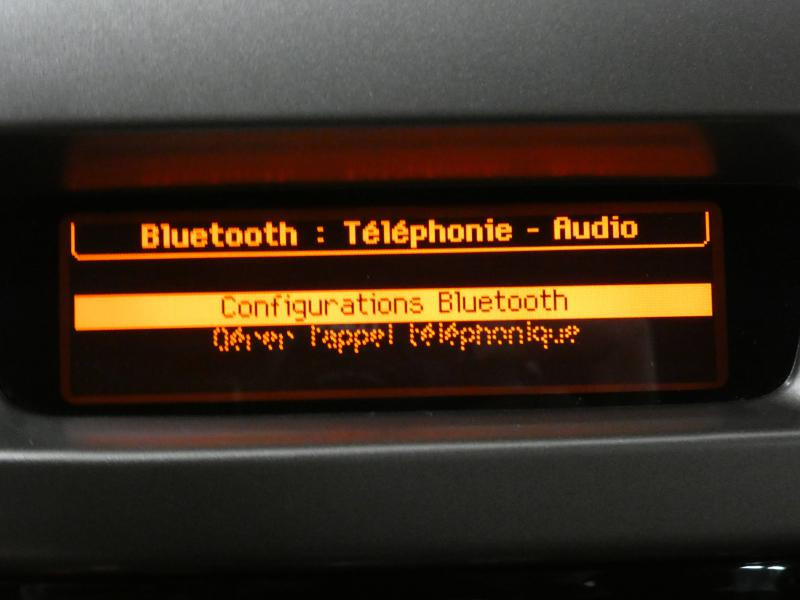 Bluetooth : Téléphonie - Audio
Configurations Bluetooth
Gérer l'appel téléphonique